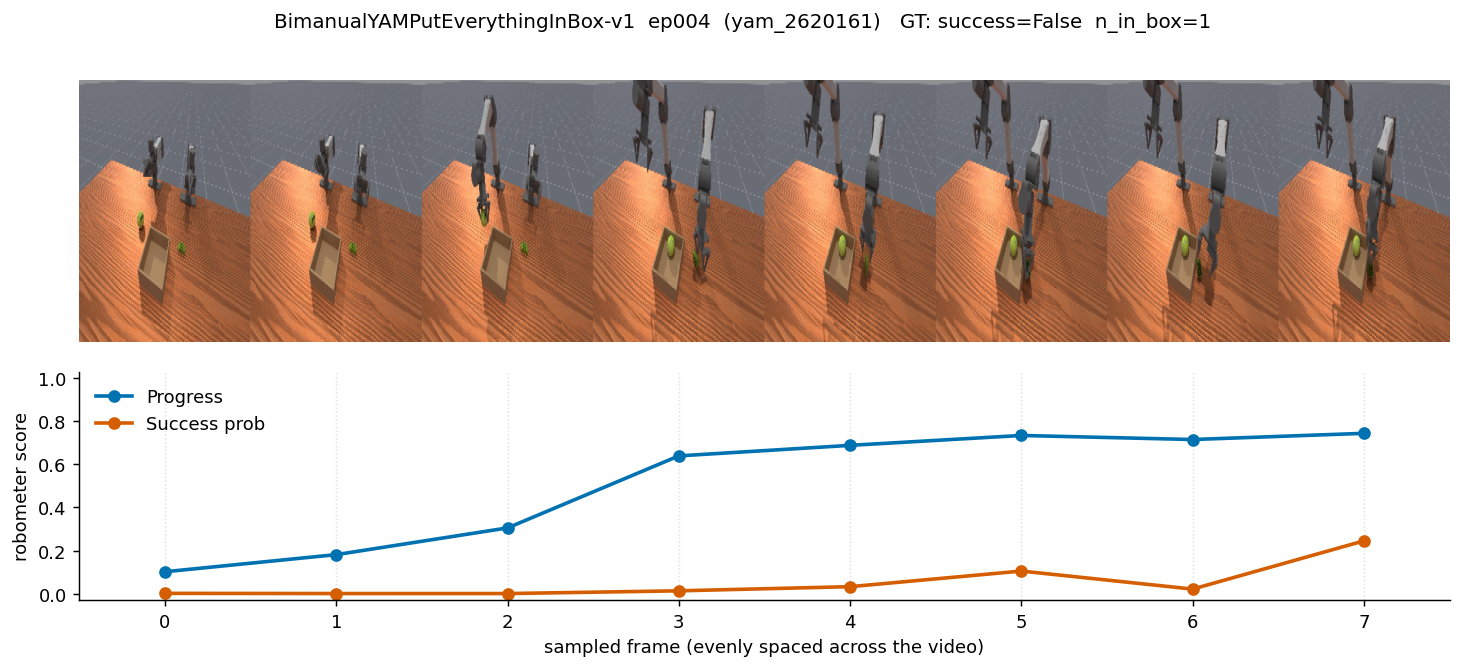 BimanualYAMPutEverythingInBox-v1  ep004  (yam_2620161)   GT: success=False  n_in_box=1
1.0
0.8
0.6
0.4
0.2
0.0
robometer score
Progress
Success prob
0 1 2 3 4 5 6 7
sampled frame (evenly spaced across the video)